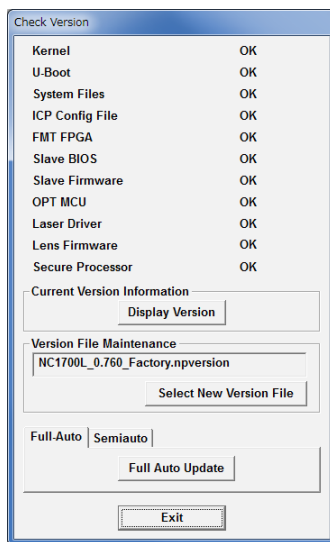 Check Version
Kernel OK
U-Boot OK
System Files OK
ICP Config File OK
FMT FPGA OK
Slave BIOS OK
Slave Firmware OK
OPT MCU OK
Laser Driver OK
Lens Firmware OK
Secure Processor OK
Current Version Information
Display Version
Version File Maintenance
NC1700L_0.760_Factory.npversion
Select New Version File
Full-Auto Semiauto
Full Auto Update
Exit